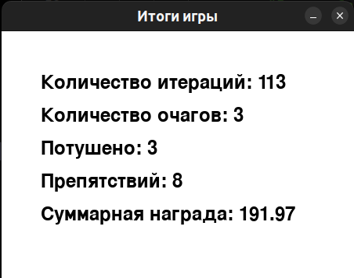 Итоги игры
Количество итераций: 113
Количество очагов: 3
Потушено: 3
Препятствий: 8
Суммарная награда: 191.97